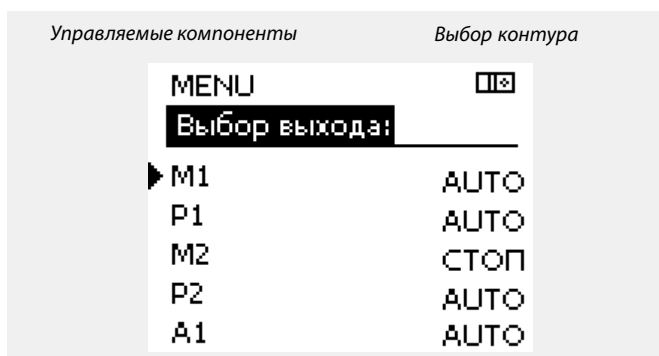 Управляемые компоненты Выбор контура
MENU
Выбор выхода:
M1 AUTO
P1 AUTO
M2 СТОП
P2 AUTO
A1 AUTO